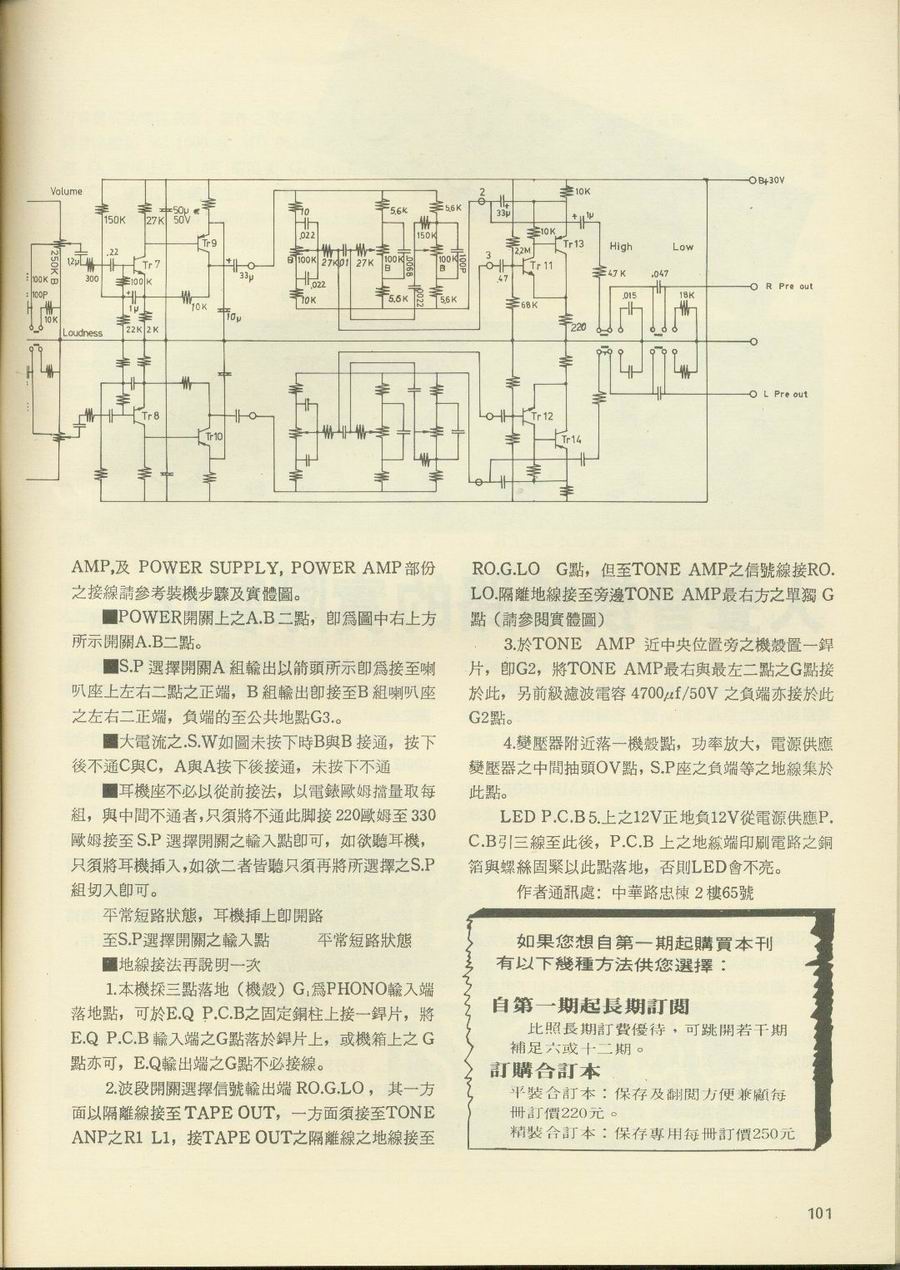 Volume
B+30V
150K
27K
50μ
50V
Tr9
1.2μ
.22
Tr7
300
100K
250KB
100K
100P
10K
1μ
10K
33μ
10μ
22K
2K
Loudness
Tr8
Tr10
10
.022
100K
B
27K
.01
27K
.022
10K
5.6K
100K
B
.0068
5.6K
5.6K
150K
100K
B
100P
.0022
5.6K
2
33μ
10K
1μ
10K
Tr13
2.2M
3
.47
Tr11
68K
220
High
Low
4.7K
.047
.015
18K
R Pre out
L Pre out
Tr12
Tr14
AMP,及 POWER SUPPLY, POWER AMP部份
之接線請參考裝機步驟及實體圖。
■POWER開關上之A.B二點，卽爲圖中右上方
所示開關A.B二點。
■S.P 選擇開關A 組輸出以箭頭所示卽爲接至喇
叭座上左右二點之正端，B 組輸出卽接至B 組喇叭座
之左右二正端，負端的至公共地點G3.。
■大電流之.S.W如圖未按下時B與B 接通，按下
後不通C與C，A與A按下後接通，未按下不通
■耳機座不必以從前接法，以電錶歐姆擋量取每
組，與中間不通者,只須將不通此脚接 220歐姆至 330
歐姆接至 S.P 選擇開關之輸入點卽可，如欲聽耳機，
只須將耳機插入,如欲二者皆聽只須再將所選擇之S.P
組切入卽可。
平常短路狀態，耳機揷上卽開路
至S.P選擇開關之輸入點　　平常短路狀態
■地線接法再說明一次
1.本機採三點落地（機殼）G₁爲PHONO輸入端
落地點，可於E.Q P.C.B之固定銅柱上接一銲片，將
E.Q P.C.B 輸入端之G點落於銲片上，或機箱上之 G
點亦可，E.Q輸出端之G點不必接線。
2.波段開關選擇信號輸出端 RO.G.LO，其一方
面以隔離線接至 TAPE OUT，一方面須接至TONE
ANP之R1 L1，接TAPE OUT之隔離線之地線接至
RO.G.LO G點，但至TONE AMP之信號線接RO.
LO.隔離地線接至旁邊TONE AMP最右方之單獨 G
點（請參閱實體圖）
3.於TONE AMP 近中央位置旁之機殼置一銲
片，卽G2，將TONE AMP最右與最左二點之G點接
於此，另前級濾波電容 4700μf/50V 之負端亦接於此
G2點。
4.變壓器附近落一機殼點，功率放大，電源供應
變壓器之中間抽頭OV點，S.P座之負端等之地線集於
此點。
LED P.C.B 5.上之12V正地負12V從電源供應P.
C.B引三線至此後，P.C.B 上之地線端印刷電路之銅
箔與螺絲固緊以此點落地，否則LED會不亮。
作者通訊處：中華路忠棟 2 樓65號
如果您想自第一期起購買本刊
有以下幾種方法供您選擇：
自第一期起長期訂閱
比照長期訂費優待，可跳開若干期
補足六或十二期。
訂購合訂本
平裝合訂本：保存及翻閱方便兼顧每
冊訂價220元。
精裝合訂本：保存專用每冊訂價250元
101